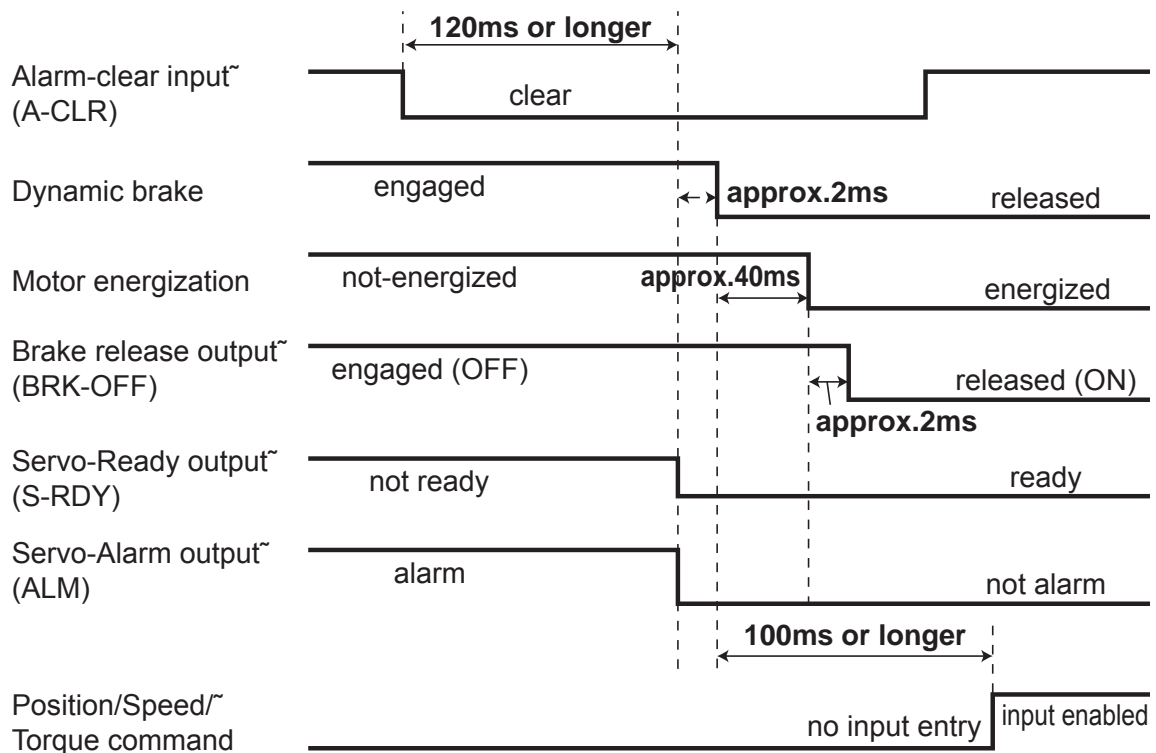 120ms or longer
Alarm-clear input˜
(A-CLR)
clear
Dynamic brake
engaged
approx.2ms
released
Motor energization
not-energized
approx.40ms
energized
Brake release output˜
(BRK-OFF)
engaged (OFF)
released (ON)
approx.2ms
Servo-Ready output˜
(S-RDY)
not ready
ready
Servo-Alarm output˜
(ALM)
alarm
not alarm
100ms or longer
Position/Speed/˜
Torque command
no input entry
input enabled